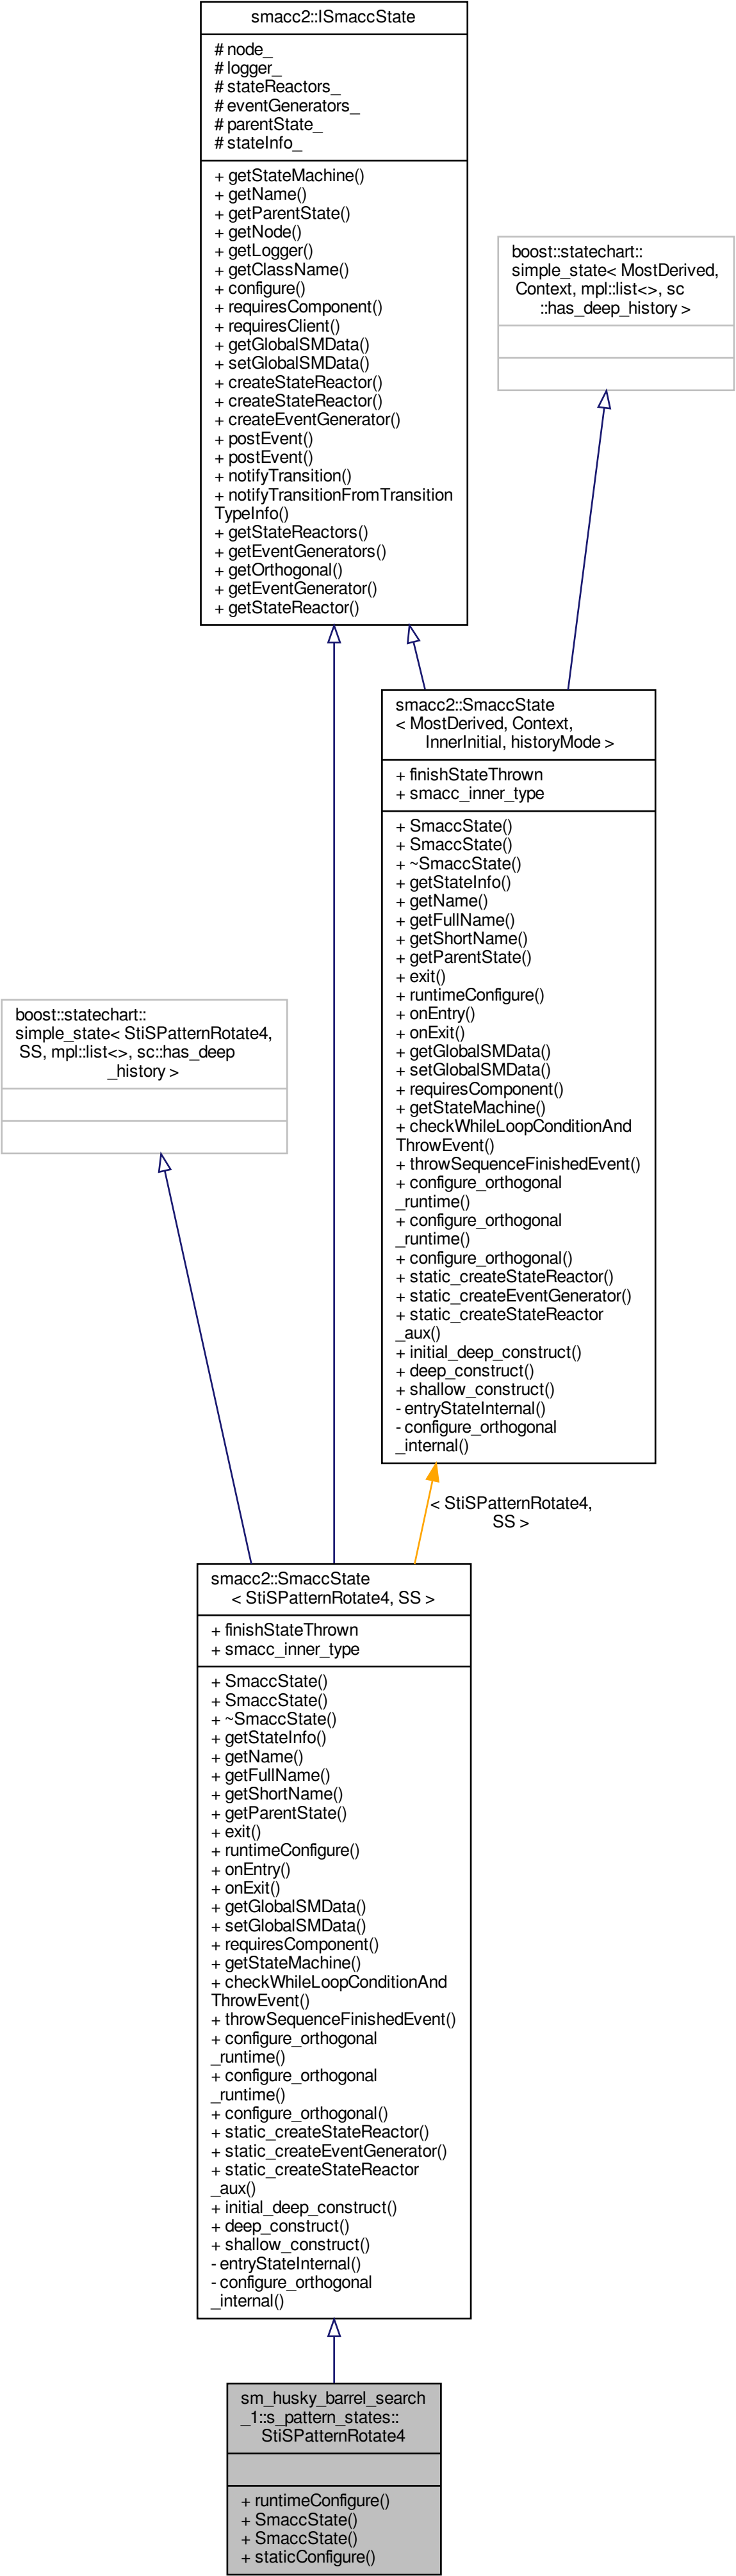 smacc2::ISmaccState
# node_
# logger_
# stateReactors_
# eventGenerators_
# parentState_
# stateInfo_
+ getStateMachine()
+ getName()
+ getParentState()
+ getNode()
+ getLogger()
+ getClassName()
+ configure()
+ requiresComponent()
+ requiresClient()
+ getGlobalSMData()
+ setGlobalSMData()
+ createStateReactor()
+ createStateReactor()
+ createEventGenerator()
+ postEvent()
+ postEvent()
+ notifyTransition()
+ notifyTransitionFromTransition
TypeInfo()
+ getStateReactors()
+ getEventGenerators()
+ getOrthogonal()
+ getEventGenerator()
+ getStateReactor()
boost::statechart::
simple_state< MostDerived,
Context, mpl::list<>, sc
::has_deep_history >
smacc2::SmaccState
< MostDerived, Context,
InnerInitial, historyMode >
+ finishStateThrown
+ smacc_inner_type
+ SmaccState()
+ SmaccState()
+ ~SmaccState()
+ getStateInfo()
+ getName()
+ getFullName()
+ getShortName()
+ getParentState()
+ exit()
+ runtimeConfigure()
+ onEntry()
+ onExit()
+ getGlobalSMData()
+ setGlobalSMData()
+ requiresComponent()
+ getStateMachine()
+ checkWhileLoopConditionAnd
ThrowEvent()
+ throwSequenceFinishedEvent()
+ configure_orthogonal
_runtime()
+ configure_orthogonal
_runtime()
+ configure_orthogonal()
+ static_createStateReactor()
+ static_createEventGenerator()
+ static_createStateReactor
_aux()
+ initial_deep_construct()
+ deep_construct()
+ shallow_construct()
- entryStateInternal()
- configure_orthogonal
_internal()
boost::statechart::
simple_state< StiSPatternRotate4,
SS, mpl::list<>, sc::has_deep
_history >
< StiSPatternRotate4,
SS >
smacc2::SmaccState
< StiSPatternRotate4, SS >
+ finishStateThrown
+ smacc_inner_type
+ SmaccState()
+ SmaccState()
+ ~SmaccState()
+ getStateInfo()
+ getName()
+ getFullName()
+ getShortName()
+ getParentState()
+ exit()
+ runtimeConfigure()
+ onEntry()
+ onExit()
+ getGlobalSMData()
+ setGlobalSMData()
+ requiresComponent()
+ getStateMachine()
+ checkWhileLoopConditionAnd
ThrowEvent()
+ throwSequenceFinishedEvent()
+ configure_orthogonal
_runtime()
+ configure_orthogonal
_runtime()
+ configure_orthogonal()
+ static_createStateReactor()
+ static_createEventGenerator()
+ static_createStateReactor
_aux()
+ initial_deep_construct()
+ deep_construct()
+ shallow_construct()
- entryStateInternal()
- configure_orthogonal
_internal()
sm_husky_barrel_search
_1::s_pattern_states::
StiSPatternRotate4
+ runtimeConfigure()
+ SmaccState()
+ SmaccState()
+ staticConfigure()